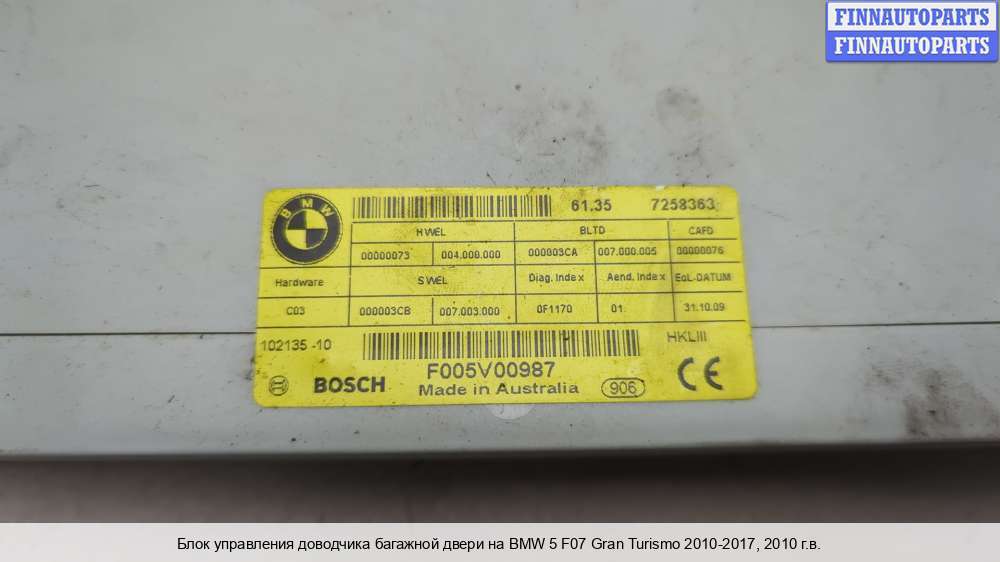 FINNAUTOPARTS
FINNAUTOPARTS
BMW
61.35 7258363
HWEL BLTD CAFD
00000073 004.000.000 000003CA 007.000.005 00000076
Hardware SWEL Diag. Index Aend. Index EoL-DATUM
C03 000003CB 007.003.000 0F1170 01 31.10.09
102135 -10 HKLIII
F005V00987
BOSCH Made in Australia 906 CE
Блок управления доводчика багажной двери на BMW 5 F07 Gran Turismo 2010-2017, 2010 г.в.